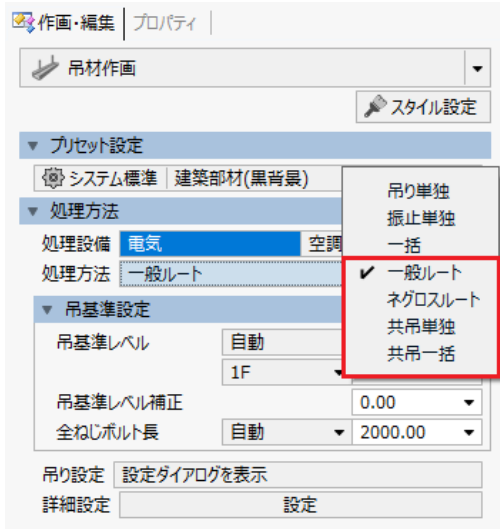 作画・編集 プロパティ
吊材作画
スタイル設定
プリセット設定
システム標準 建築部材(黒背景)
処理方法
処理設備 電気 空調
処理方法 一般ルート
吊り単独
振止単独
一括
✔ 一般ルート
ネグロスルート
共吊単独
共吊一括
吊基準設定
吊基準レベル 自動
1F
吊基準レベル補正 0.00
全ねじボルト長 自動 2000.00
吊り設定 設定ダイアログを表示
詳細設定 設定